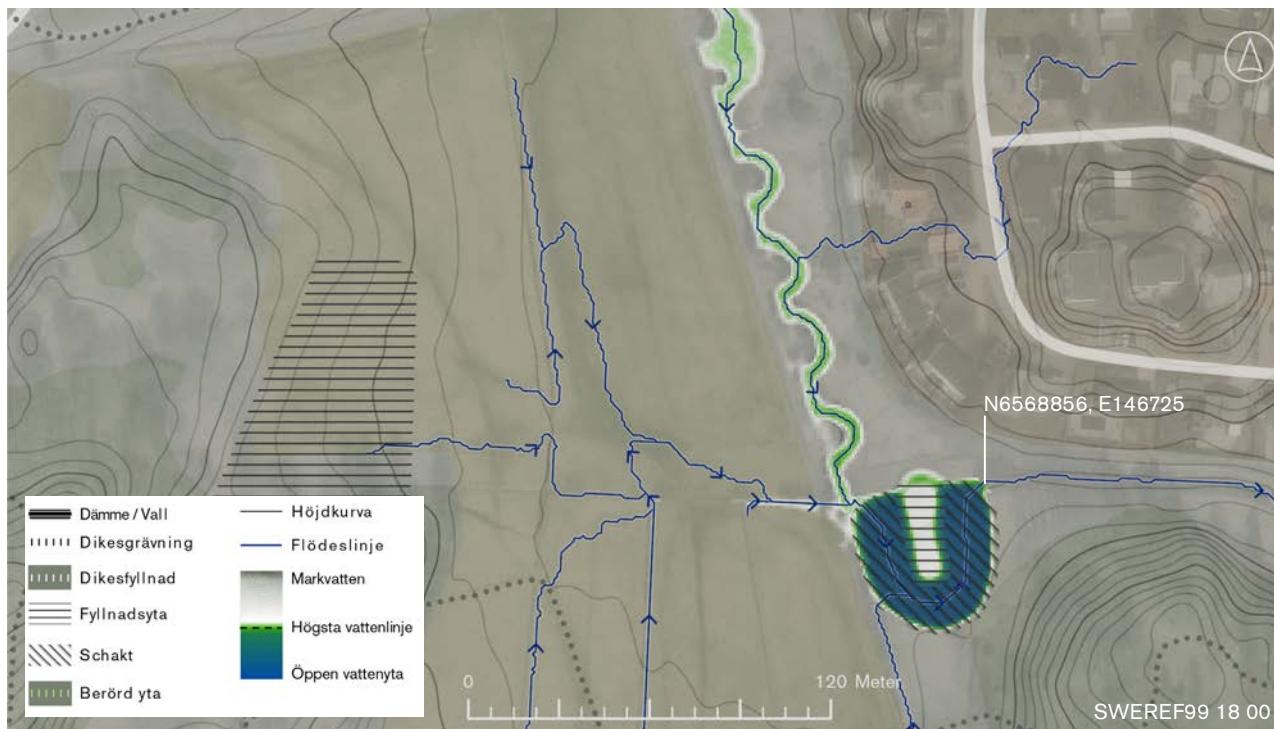 N6568856, E146725
Dämme / Vall
Dikesgrävning
Dikesfyllnad
Fyllnadsyta
Schakt
Berörd yta
Höjdkurva
Flödeslinje
Markvatten
Högsta vattenlinje
Öppen vattenyta
0
120 Meter
SWEREF99 18 00